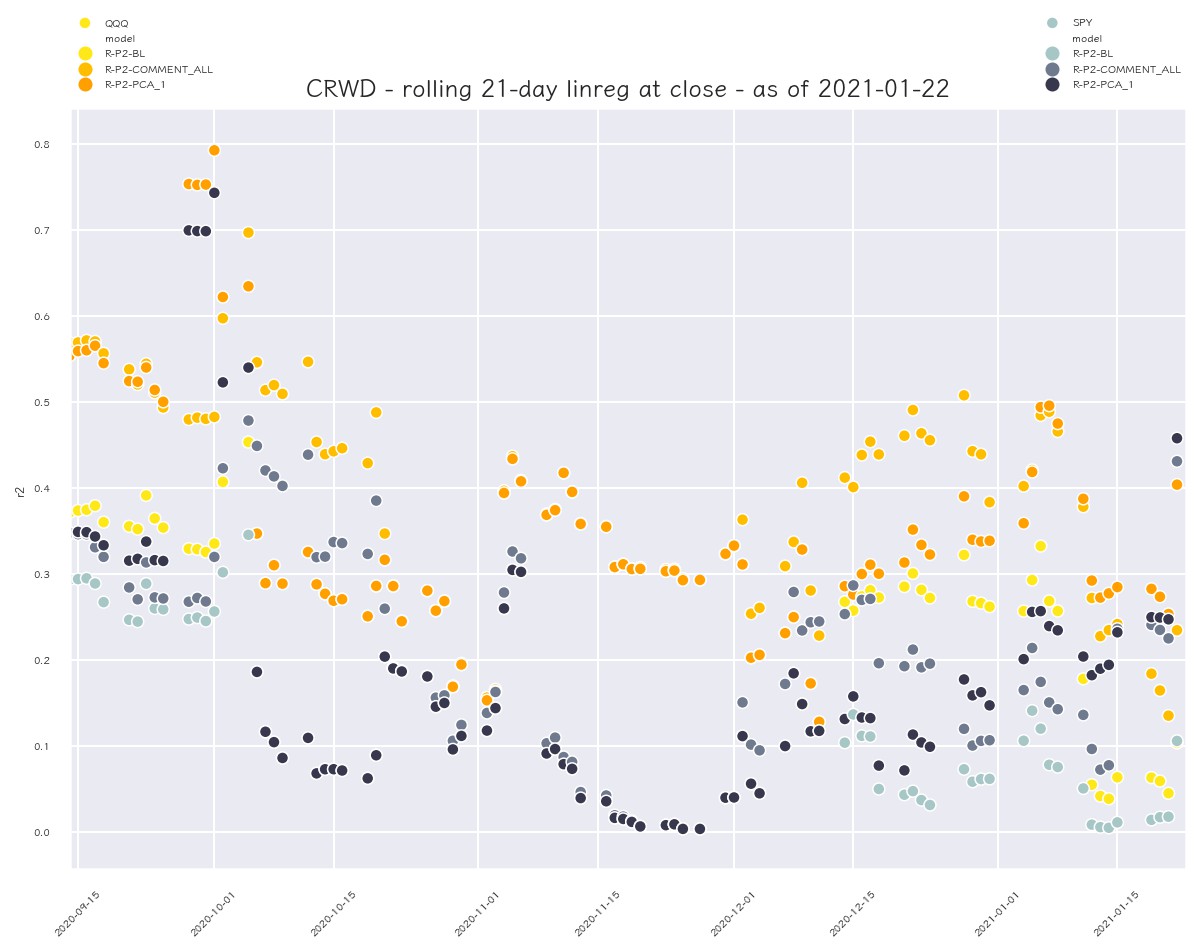 QQQ
model
R-P2-BL
R-P2-COMMENT_ALL
R-P2-PCA_1
SPY
model
R-P2-BL
R-P2-COMMENT_ALL
R-P2-PCA_1
CRWD - rolling 21-day linreg at close - as of 2021-01-22
r2
0.8
0.7
0.6
0.5
0.4
0.3
0.2
0.1
0.0
2020-09-15
2020-10-01
2020-10-15
2020-11-01
2020-11-15
2020-12-01
2020-12-15
2021-01-01
2021-01-15